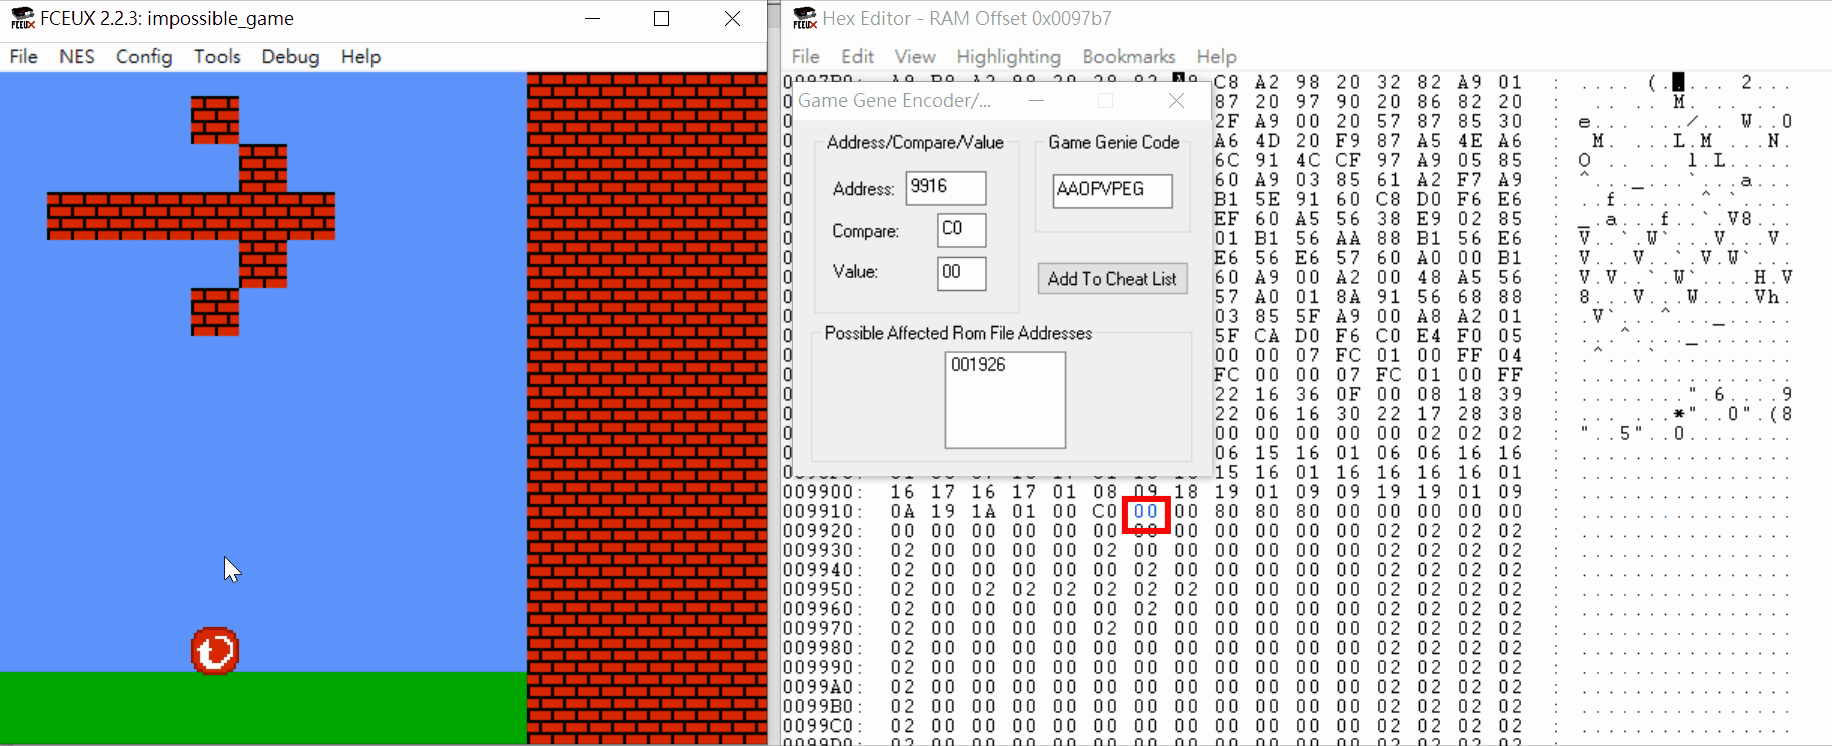 FCEUX 2.2.3: impossible_game
File NES Config Tools Debug Help
Hex Editor - RAM Offset 0x0097b7
File Edit View Highlighting Bookmarks Help
C8 A2 98 20 32 82 A9 01
Game Gene Encoder/...
Address/Compare/Value
Address: 9916
Compare: C0
Value: 00
Game Genie Code
AAOPVPEG
Add To Cheat List
Possible Affected Rom File Addresses
001926
87 20 97 90 20 86 82 20
2F A9 00 20 57 87 85 30
A6 4D 20 F9 87 A5 4E A6
6C 91 4C CF 97 A9 05 85
60 A9 03 85 61 A2 F7 A9
B1 5E 91 60 C8 D0 F6 E6
EF 60 A5 56 38 E9 02 85
01 B1 56 AA 88 B1 56 E6
E6 56 E6 57 60 A0 00 B1
60 A9 00 A2 00 48 A5 56
57 A0 01 8A 91 56 68 88
03 85 5F A9 00 A8 A2 01
5F CA D0 F6 C0 E4 F0 05
00 00 07 FC 01 00 FF 04
FC 00 00 07 FC 01 00 FF
22 16 36 0F 00 08 18 39
22 06 16 30 22 17 28 38
00 00 00 00 00 02 02 02
06 15 16 01 06 06 16 16
15 16 01 16 16 16 16 01
009900: 16 17 16 17 01 08 09 18 19 01 09 09 19 19 01 09
009910: 0A 19 1A 01 00 C0 00 00 80 80 80 00 00 00 00 00
009920: 00 00 00 00 00 00 00 00 00 00 00 00 02 02 02 02
009930: 02 00 00 00 00 02 00 00 00 00 00 00 02 02 02 02
009940: 02 00 00 00 00 00 02 00 00 00 00 00 02 02 02 02
009950: 02 00 02 02 02 02 02 02 00 00 00 00 02 02 02 02
009960: 02 00 00 00 00 00 02 00 00 00 00 00 02 02 02 02
009970: 02 00 00 00 00 02 00 00 00 00 00 00 02 02 02 02
009980: 02 00 00 00 00 00 00 00 00 00 00 00 02 02 02 02
009990: 02 00 00 00 00 00 00 00 00 00 00 00 02 02 02 02
0099A0: 02 00 00 00 00 00 00 00 00 00 00 00 02 02 02 02
0099B0: 02 00 00 00 00 00 00 00 00 00 00 00 02 02 02 02
0099C0: 02 00 00 00 00 00 00 00 00 00 00 00 02 02 02 02